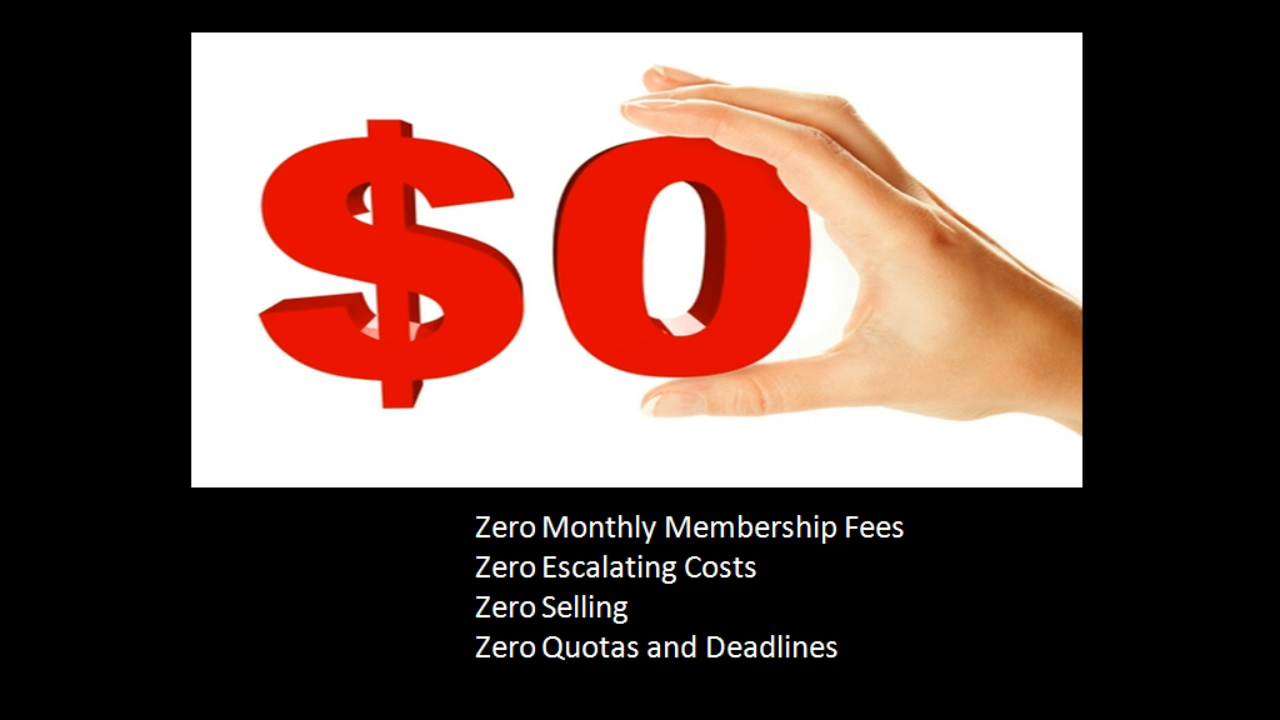 $0
Zero Monthly Membership Fees
Zero Escalating Costs
Zero Selling
Zero Quotas and Deadlines